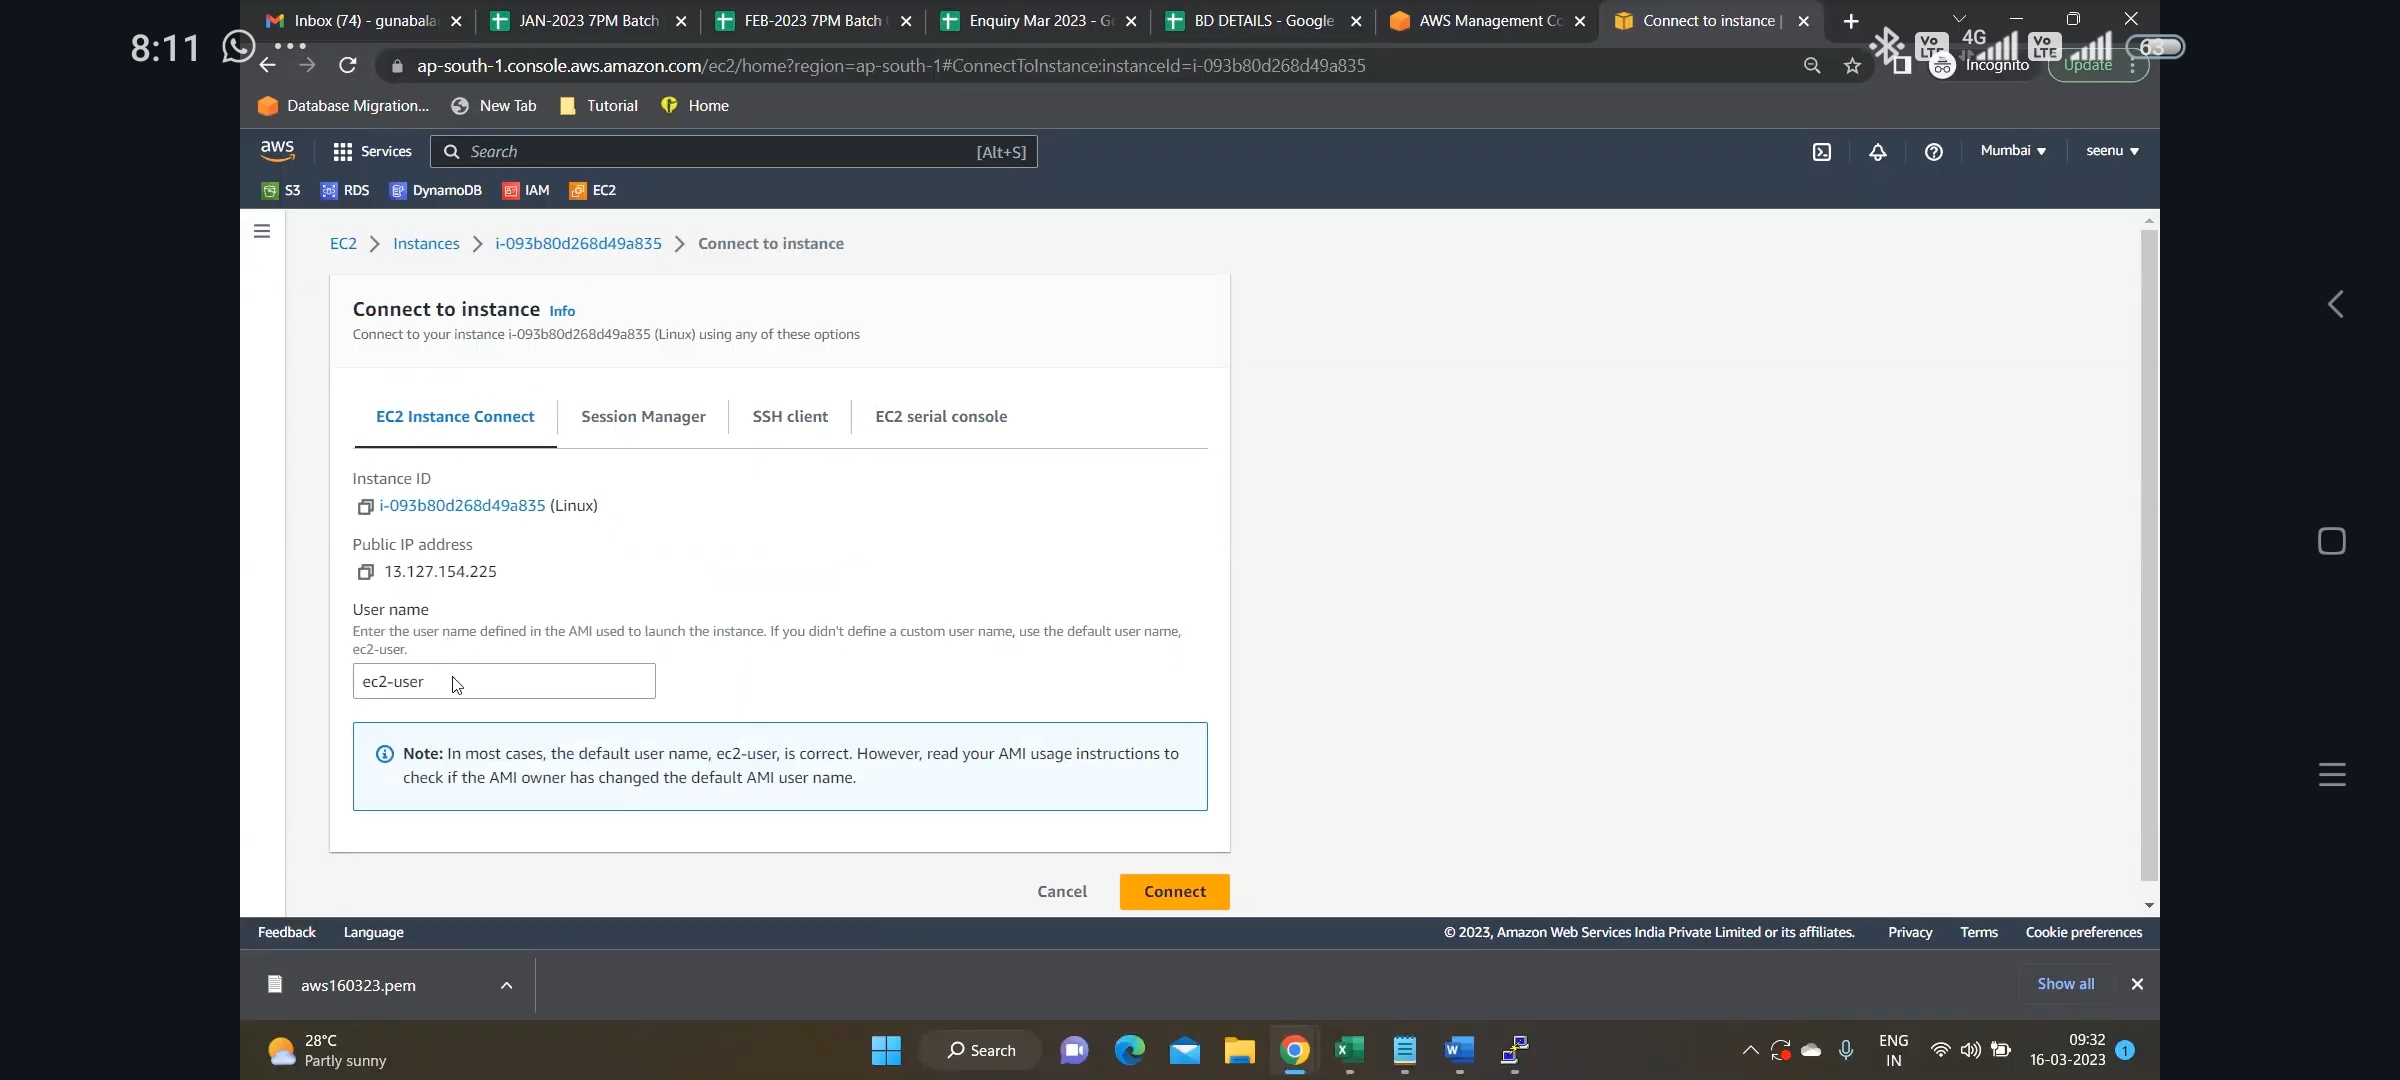 8:11
Inbox (74) - gunabala
JAN-2023 7PM Batch
FEB-2023 7PM Batch
Enquiry Mar 2023 - G
BD DETAILS - Google
AWS Management Co
Connect to instance |
4G
Vo LTE
Vo LTE
63
ap-south-1.console.aws.amazon.com/ec2/home?region=ap-south-1#ConnectToInstance:instanceId=i-093b80d268d49a835
Incognito
Update
Database Migration...
New Tab
Tutorial
Home
aws
Services
Search
[Alt+S]
Mumbai
seenu
S3
RDS
DynamoDB
IAM
EC2
EC2 > Instances > i-093b80d268d49a835 > Connect to instance
Connect to instance Info
Connect to your instance i-093b80d268d49a835 (Linux) using any of these options
EC2 Instance Connect
Session Manager
SSH client
EC2 serial console
Instance ID
i-093b80d268d49a835 (Linux)
Public IP address
13.127.154.225
User name
Enter the user name defined in the AMI used to launch the instance. If you didn't define a custom user name, use the default user name,
ec2-user.
ec2-user
Note: In most cases, the default user name, ec2-user, is correct. However, read your AMI usage instructions to
check if the AMI owner has changed the default AMI user name.
Cancel
Connect
Feedback
Language
© 2023, Amazon Web Services India Private Limited or its affiliates.
Privacy
Terms
Cookie preferences
aws160323.pem
Show all
28°C
Partly sunny
Search
ENG
IN
09:32
16-03-2023
1